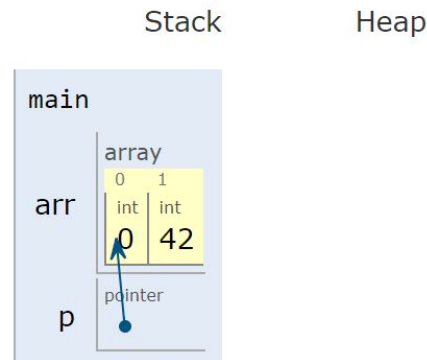 Stack Heap
main
array
0 1
arr
int int
0 42
pointer
p